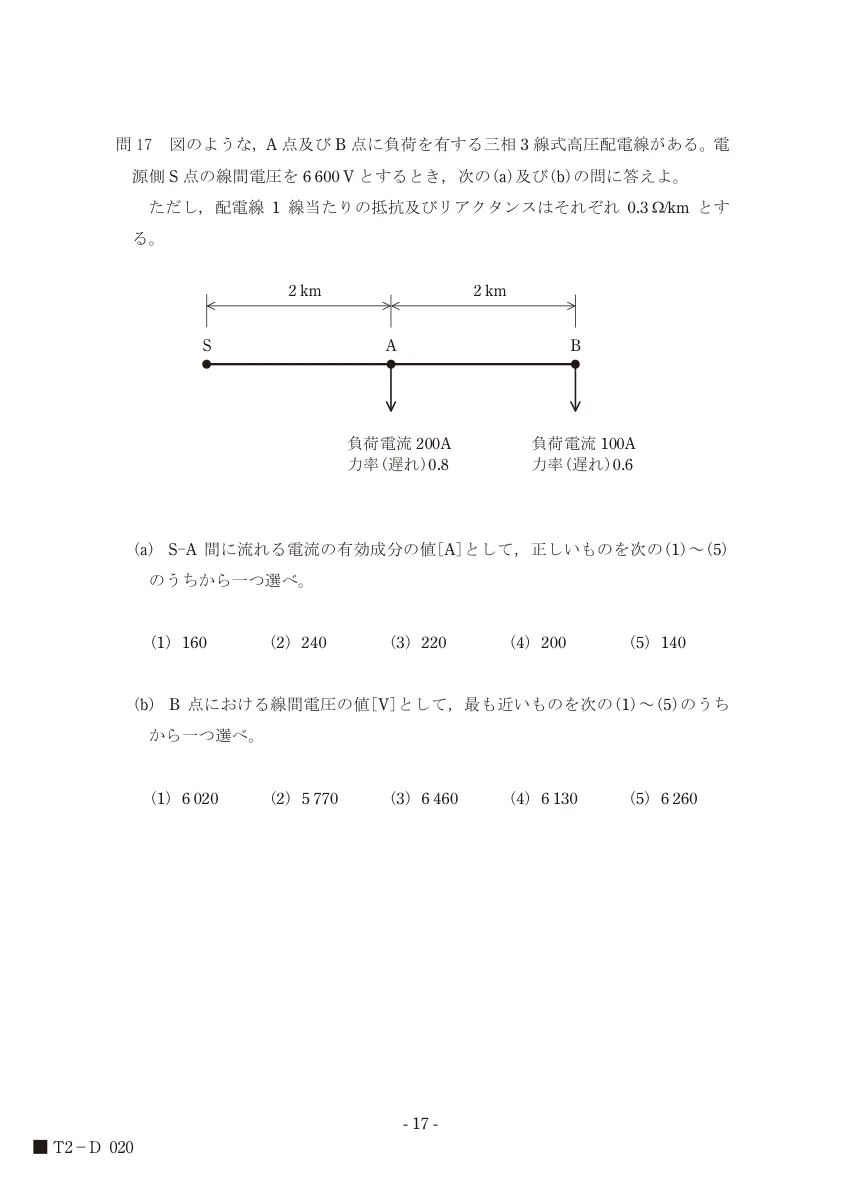 問 17　図のような，A 点及び B 点に負荷を有する三相 3 線式高圧配電線がある。電
源側 S 点の線間電圧を 6 600 V とするとき，次の(a)及び(b)の問に答えよ。
ただし，配電線 1 線当たりの抵抗及びリアクタンスはそれぞれ 0.3 Ω/km とす
る。
2 km 2 km
S A B
負荷電流 200A 負荷電流 100A
力率(遅れ)0.8 力率(遅れ)0.6
(a) S-A 間に流れる電流の有効成分の値[A]として，正しいものを次の(1)～(5)
のうちから一つ選べ。
(1) 160 (2) 240 (3) 220 (4) 200 (5) 140
(b) B 点における線間電圧の値[V]として，最も近いものを次の(1)～(5)のうち
から一つ選べ。
(1) 6 020 (2) 5 770 (3) 6 460 (4) 6 130 (5) 6 260
- 17 -
■ T2－D 020